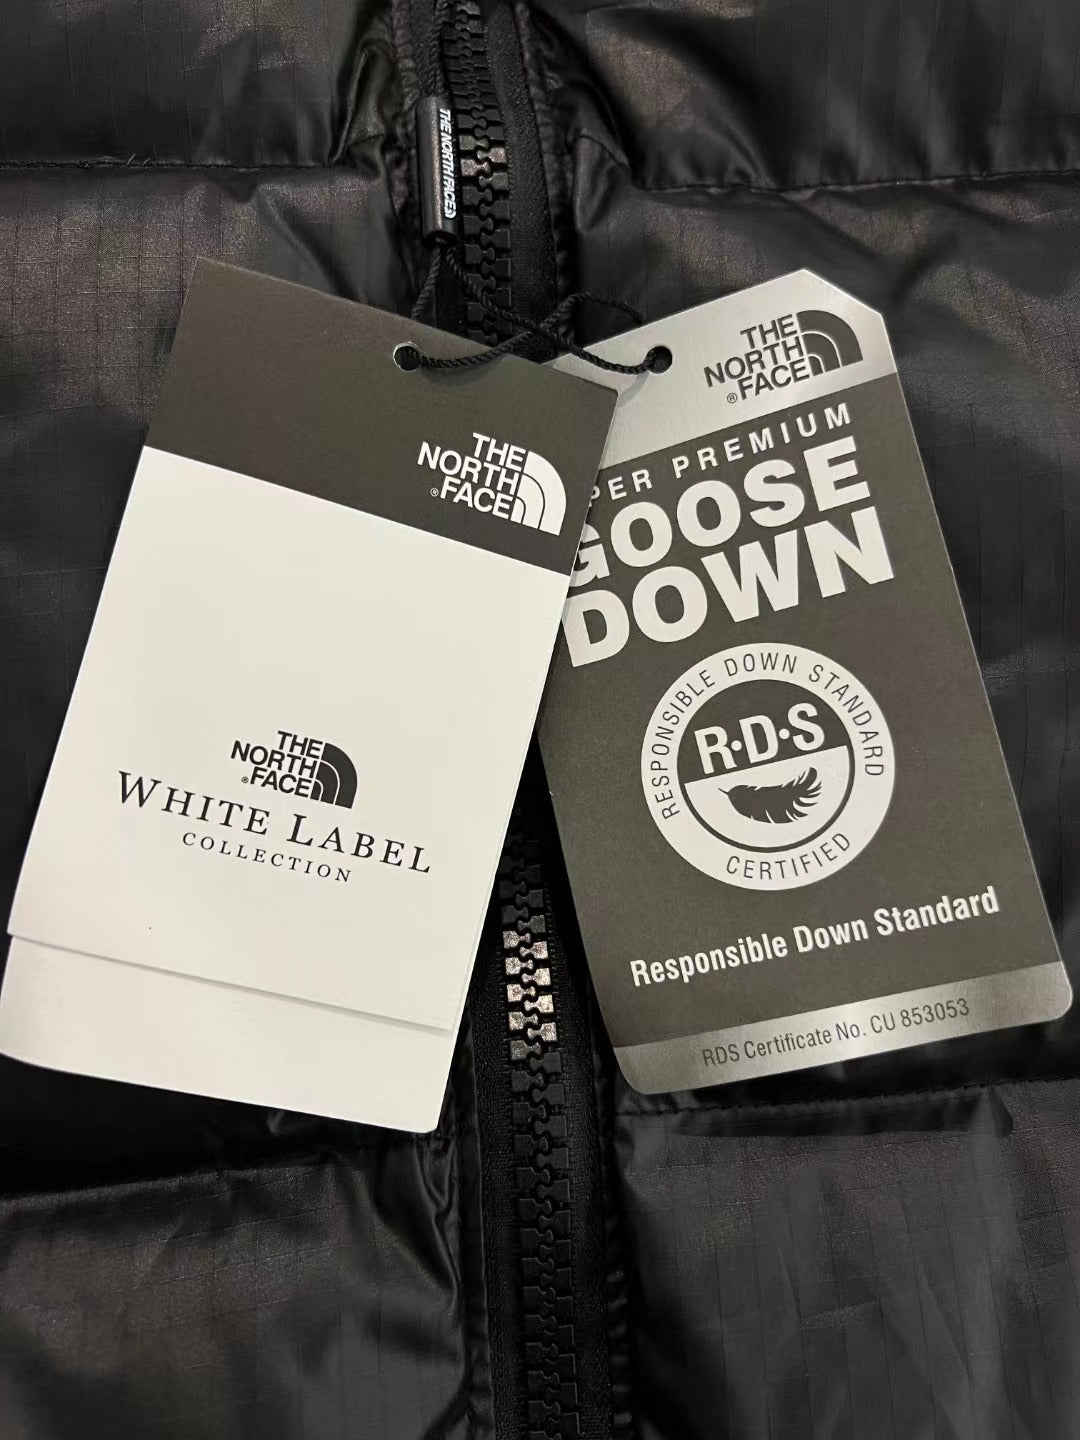 THE NORTH FACE
THE
NORTH
® FACE
THE
NORTH
® FACE
WHITE LABEL
COLLECTION
THE
NORTH
® FACE
PREMIUM
GOOSE
DOWN
RESPONSIBLE DOWN STANDARD
R·D·S
CERTIFIED
Responsible Down Standard
RDS Certificate No. CU 853053